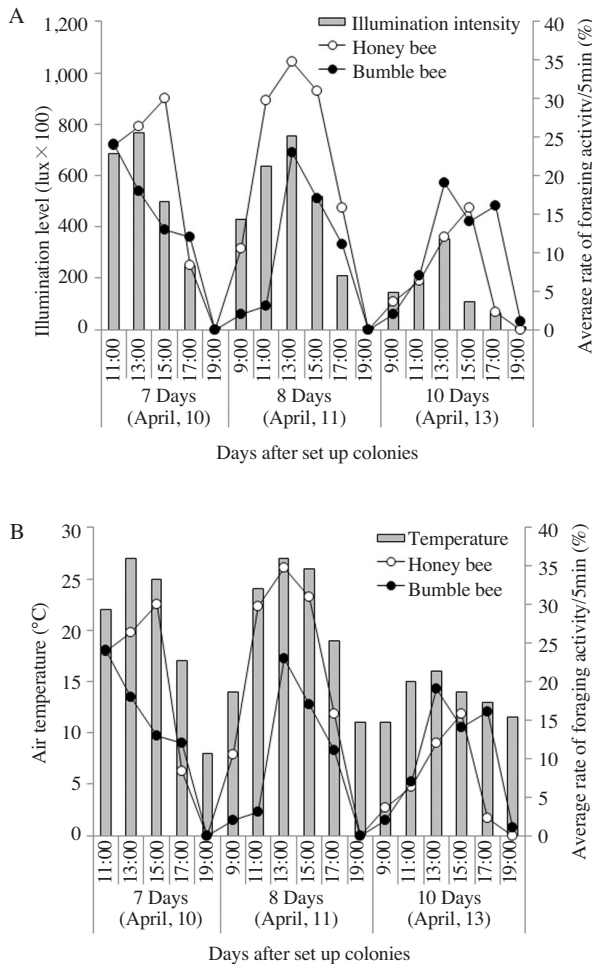 A
1,200
1,000
800
600
400
200
0
Illumination level (lux × 100)
Illumination intensity
Honey bee
Bumble bee
40
35
30
25
20
15
10
5
0
Average rate of foraging activity/5min (%)
11:00 13:00 15:00 17:00 19:00 9:00 11:00 13:00 15:00 17:00 19:00 9:00 11:00 13:00 15:00 17:00 19:00
7 Days 8 Days 10 Days
(April, 10) (April, 11) (April, 13)
Days after set up colonies
B
30
25
20
15
10
5
0
Air temperature (°C)
Temperature
Honey bee
Bumble bee
40
35
30
25
20
15
10
5
0
Average rate of foraging activity/5min (%)
11:00 13:00 15:00 17:00 19:00 9:00 11:00 13:00 15:00 17:00 19:00 9:00 11:00 13:00 15:00 17:00 19:00
7 Days 8 Days 10 Days
(April, 10) (April, 11) (April, 13)
Days after set up colonies